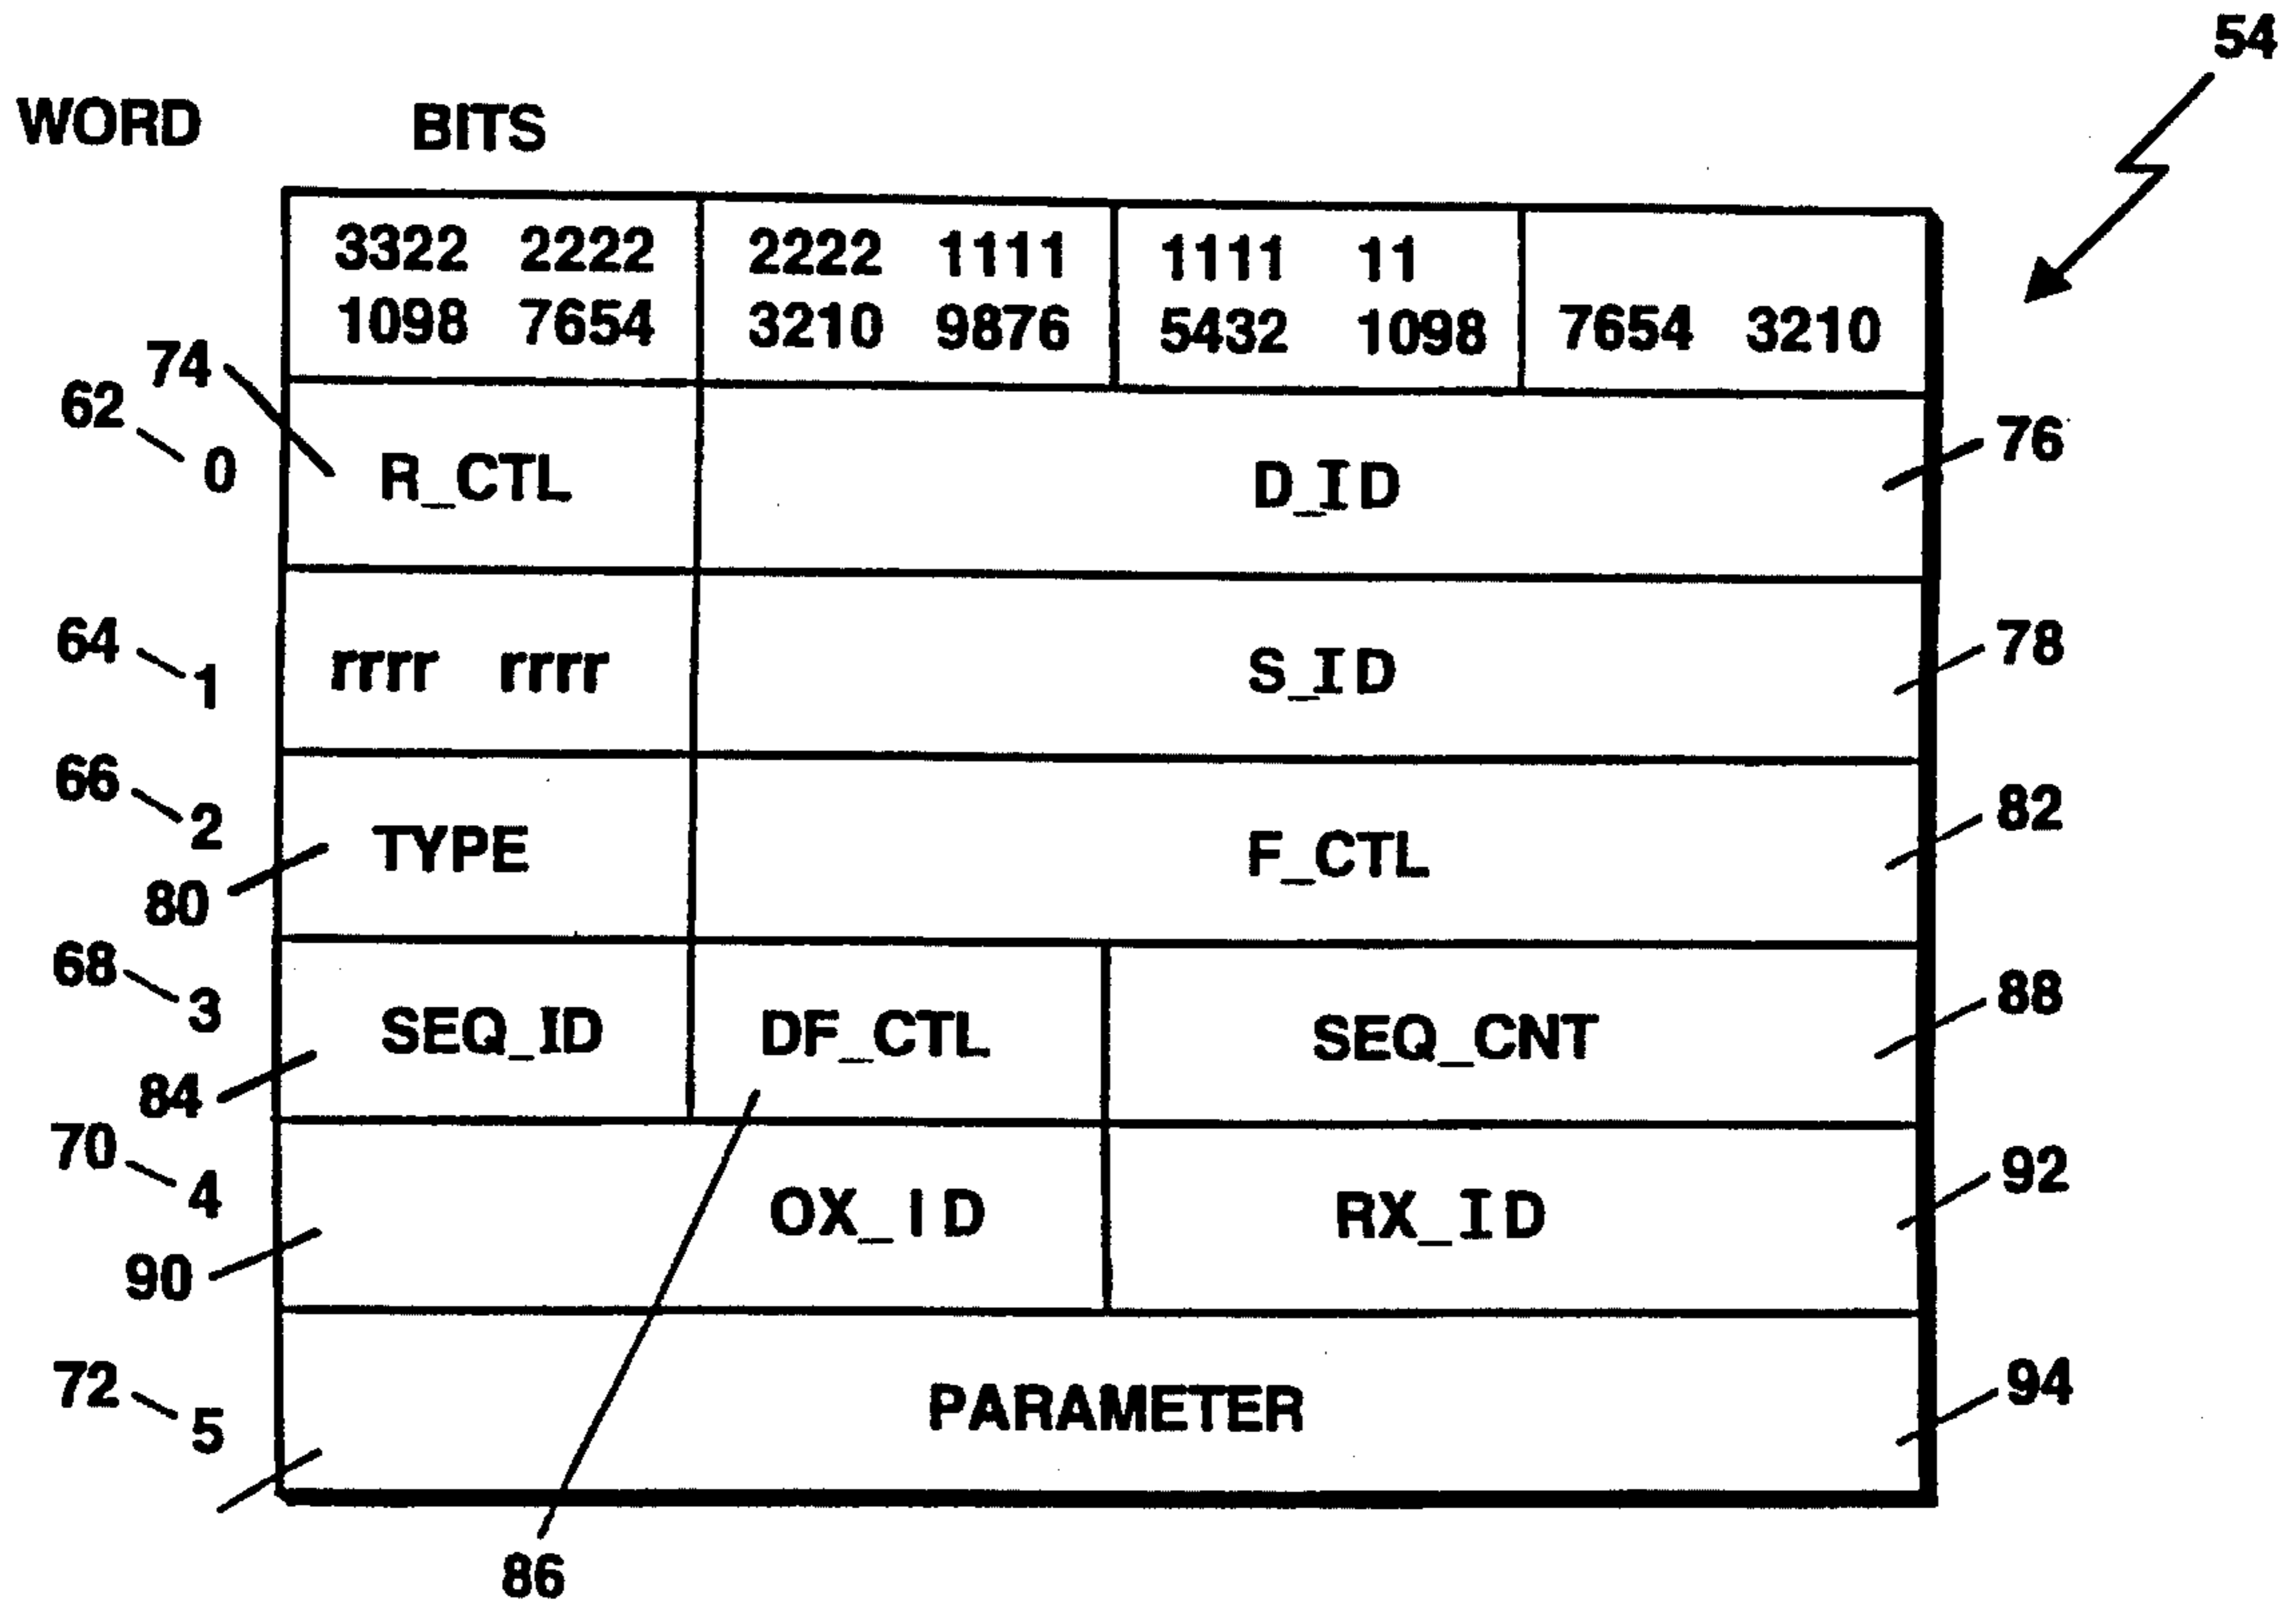 54
WORD BITS
3322 2222 2222 1111 1111 11
1098 7654 3210 9876 5432 1098 7654 3210
74
62 0 R_CTL D_ID 76
64 1 rrrr rrrr S_ID 78
66 2 TYPE F_CTL 82
80
68 3 SEQ_ID DF_CTL SEQ_CNT 88
84
70 4 OX_ID RX_ID 92
90
72 5 PARAMETER 94
86